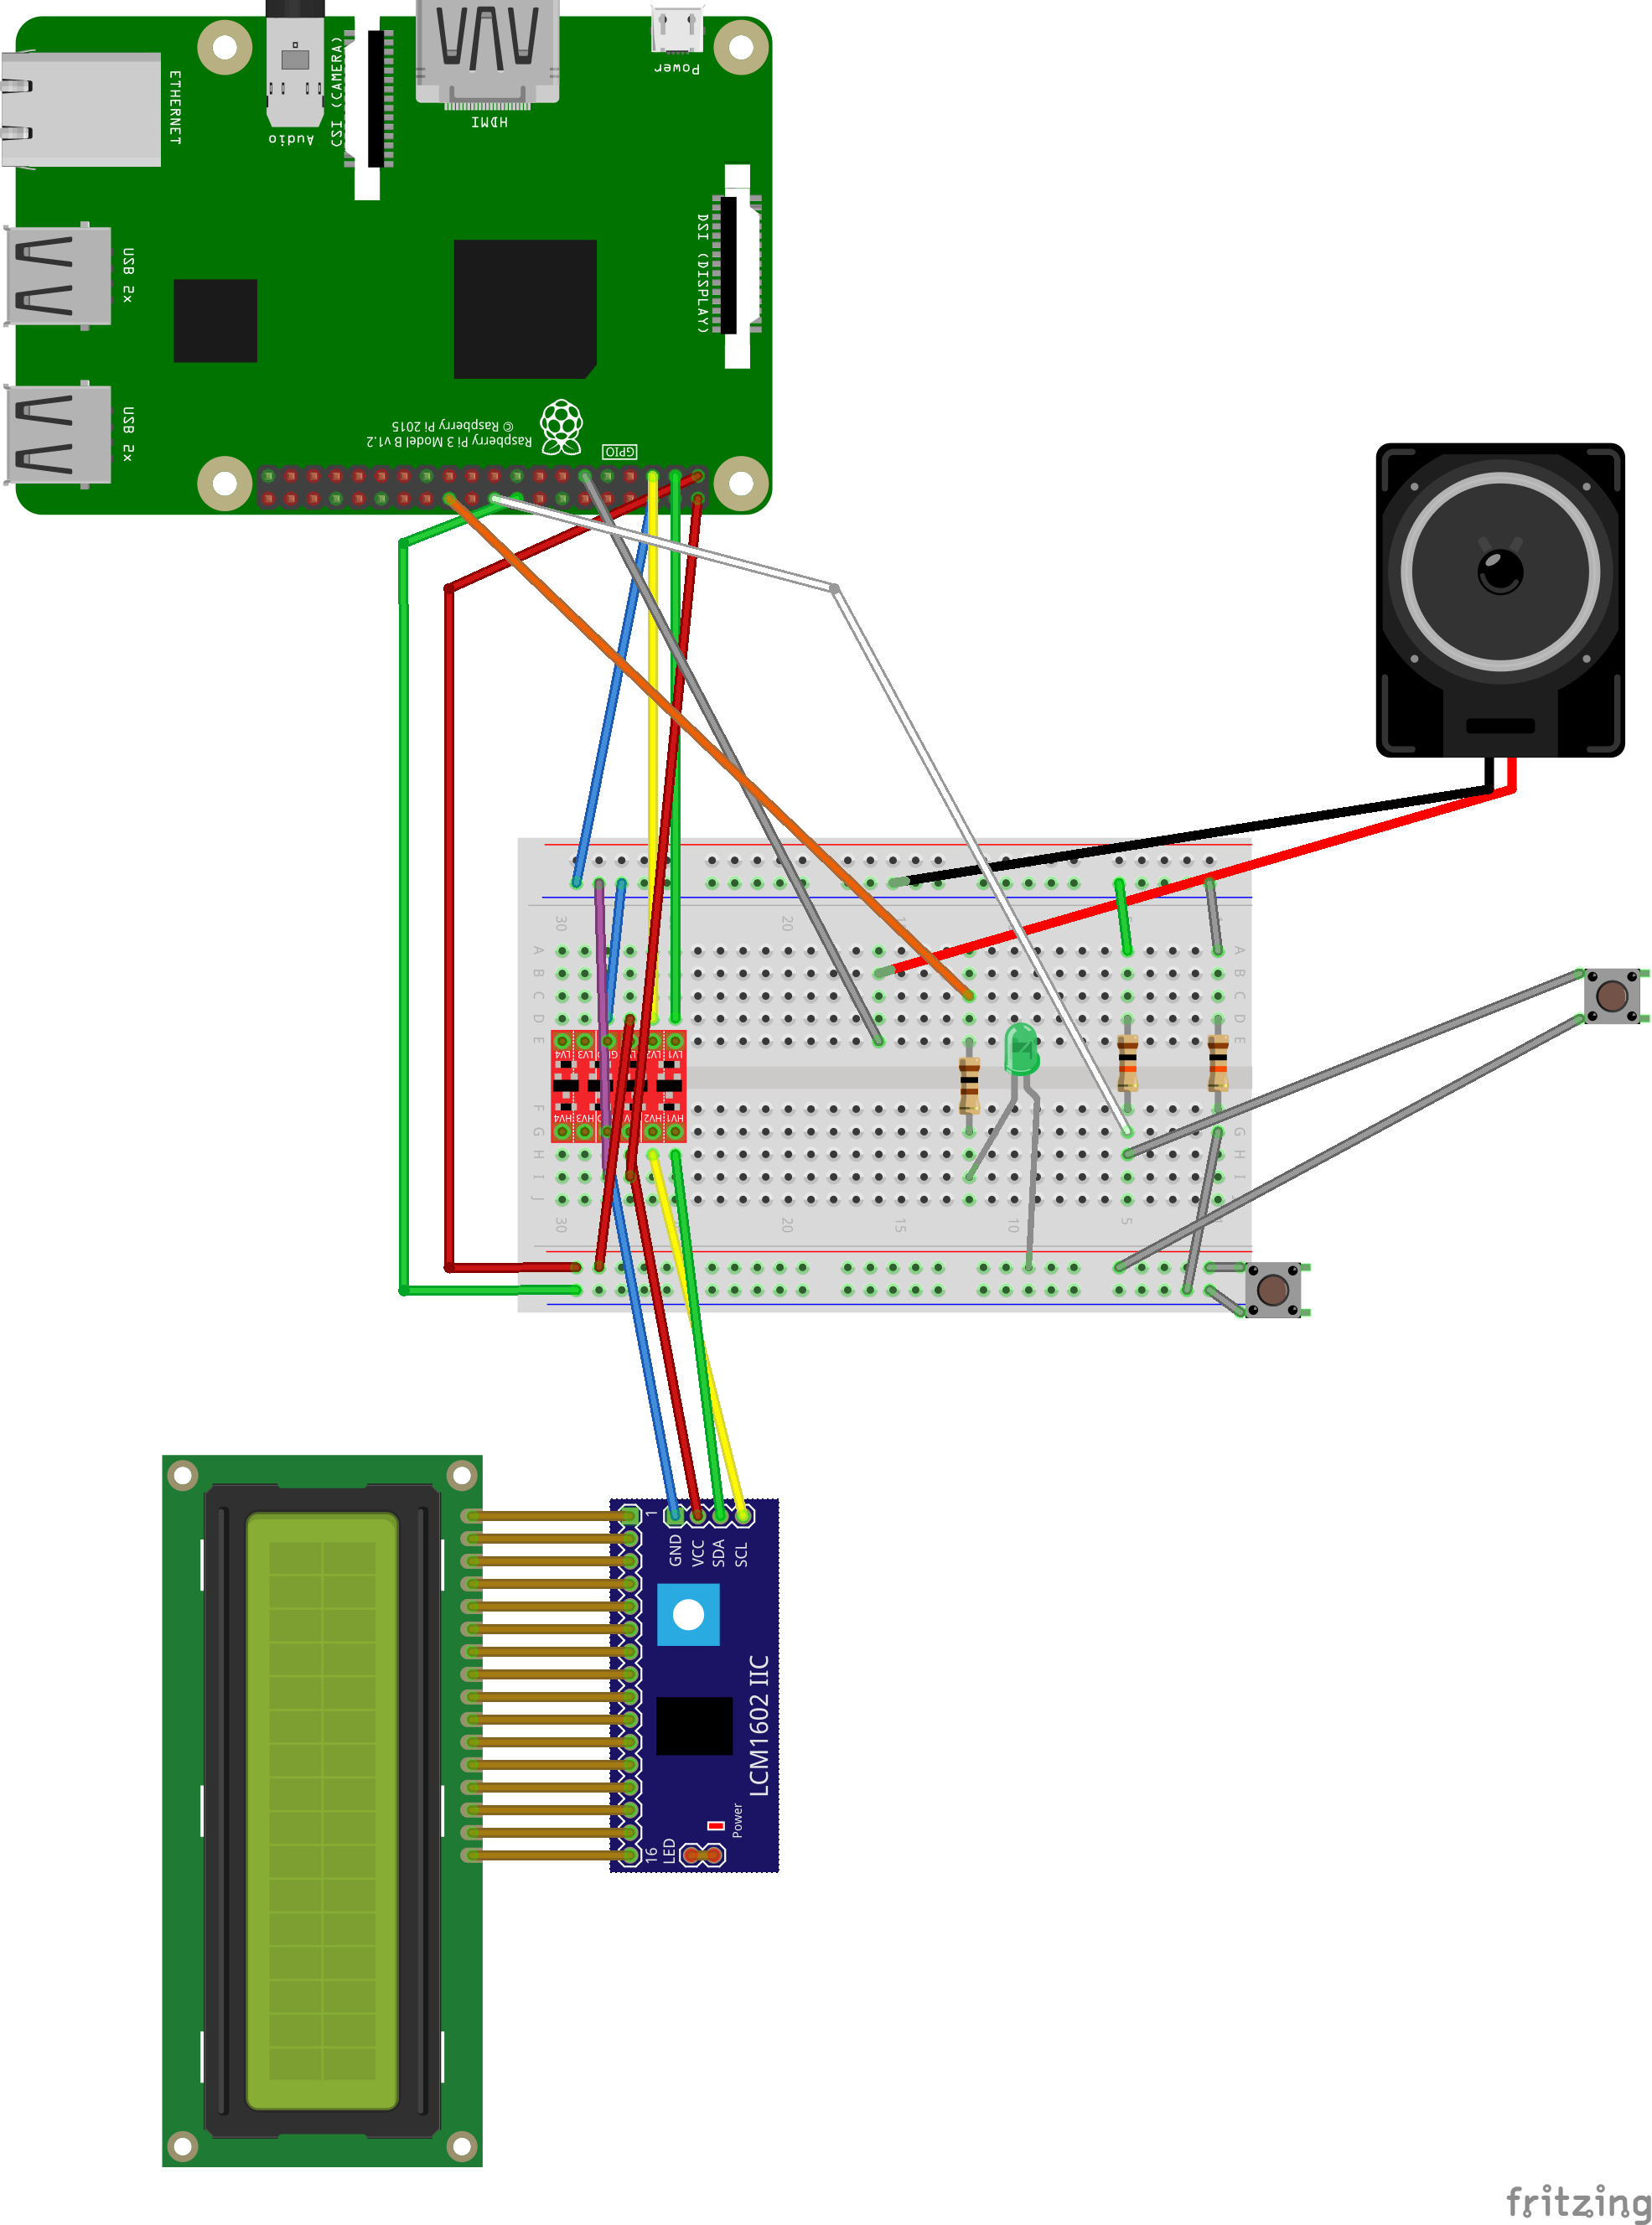 Power
ETHERNET
CSI (CAMERA)
Audio
HDMI
DSI (DISPLAY)
USB 2x
USB 2x
© Raspberry Pi 2015
Raspberry Pi 3 Model B v1.2
GPIO
30
20
A
A
B
B
C
C
D
D
E
E
LV4
LV3
LV2
LV1
HV4
HV3
HV2
HV1
F
F
G
G
H
H
I
I
J
30
20
15
10
5
1
GND
VCC
SDA
SCL
LCM1602 IIC
Power
16
LED
fritzing